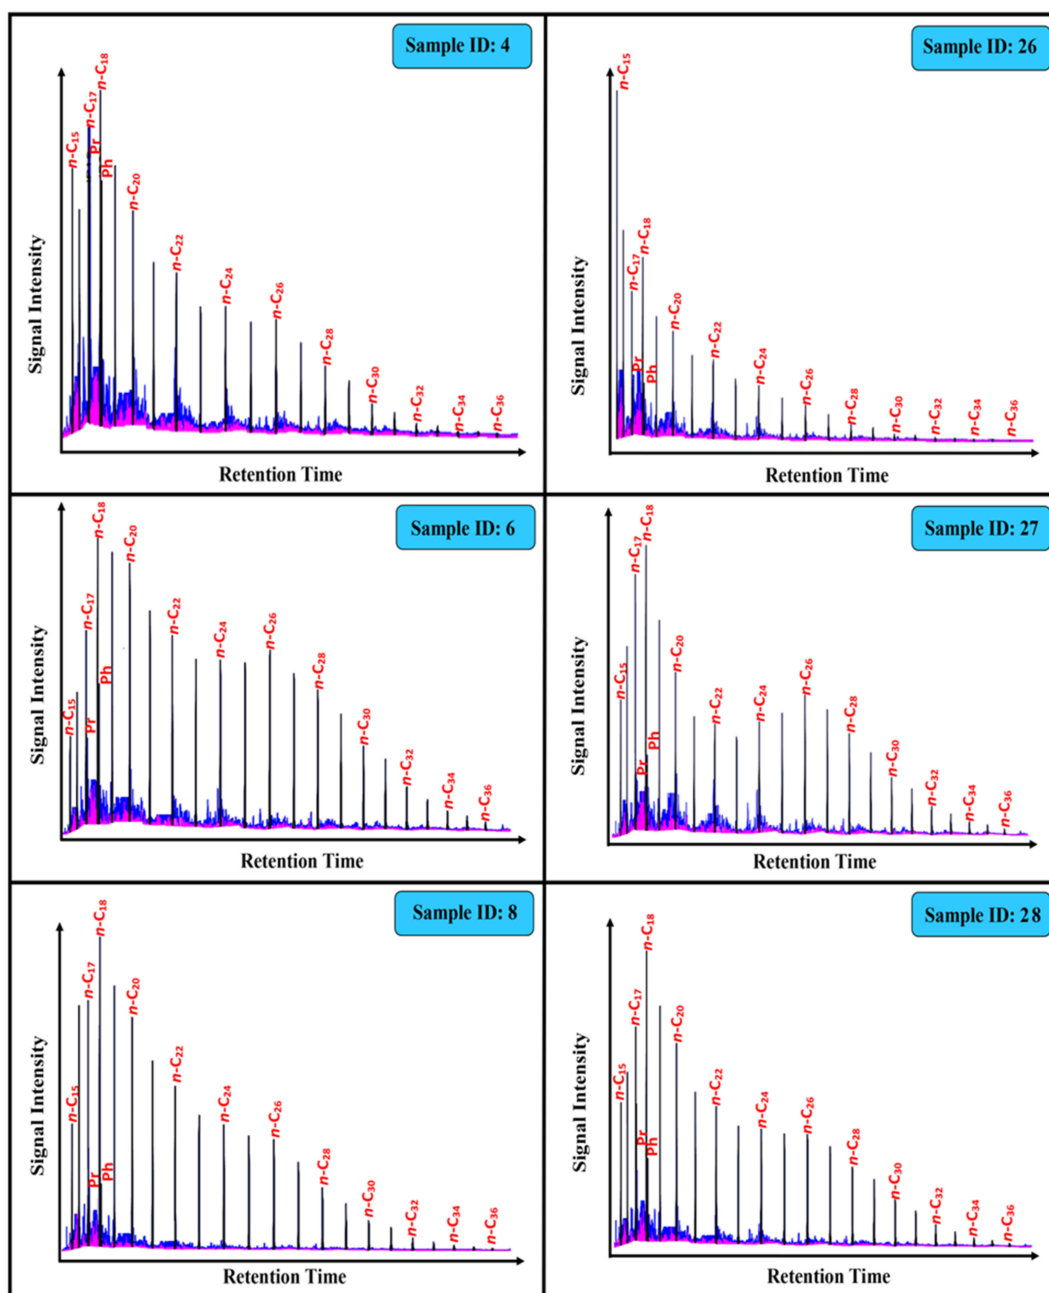 Sample ID: 4
n-C18
n-C17
n-C15
Pr
Ph
n-C20
n-C22
n-C24
n-C26
n-C28
n-C30
n-C32
n-C34
n-C36
Signal Intensity
Retention Time
Sample ID: 26
n-C15
n-C18
n-C17
Pr
Ph
n-C20
n-C22
n-C24
n-C26
n-C28
n-C30
n-C32
n-C34
n-C36
Signal Intensity
Retention Time
Sample ID: 6
n-C18
n-C20
n-C17
n-C15
Pr
Ph
n-C22
n-C24
n-C26
n-C28
n-C30
n-C32
n-C34
n-C36
Signal Intensity
Retention Time
Sample ID: 27
n-C18
n-C17
n-C15
Pr
Ph
n-C20
n-C22
n-C24
n-C26
n-C28
n-C30
n-C32
n-C34
n-C36
Signal Intensity
Retention Time
Sample ID: 8
n-C18
n-C17
n-C15
Pr
Ph
n-C20
n-C22
n-C24
n-C26
n-C28
n-C30
n-C32
n-C34
n-C36
Signal Intensity
Retention Time
Sample ID: 28
n-C18
n-C17
n-C15
Pr
Ph
n-C20
n-C22
n-C24
n-C26
n-C28
n-C30
n-C32
n-C34
n-C36
Signal Intensity
Retention Time